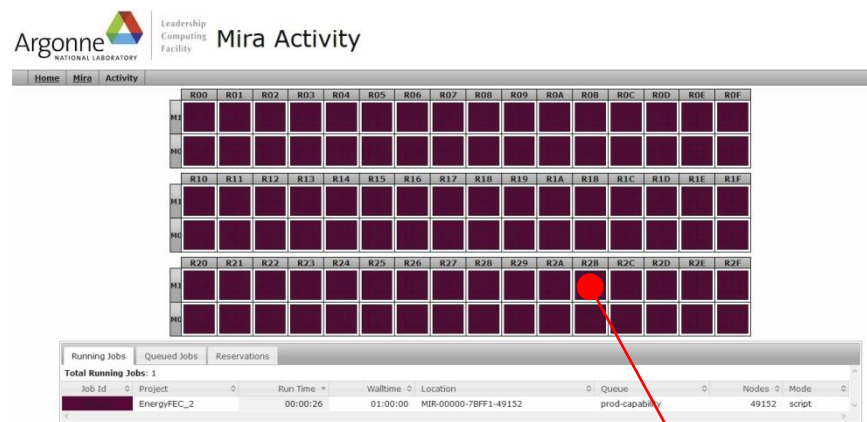 Argonne
NATIONAL LABORATORY
Leadership
Computing
Facility
Mira Activity
Home Mira Activity
R00 R01 R02 R03 R04 R05 R06 R07 R08 R09 R0A R0B R0C R0D R0E R0F
M1
M0
R10 R11 R12 R13 R14 R15 R16 R17 R18 R19 R1A R1B R1C R1D R1E R1F
M1
M0
R20 R21 R22 R23 R24 R25 R26 R27 R28 R29 R2A R2B R2C R2D R2E R2F
M1
M0
Running Jobs Queued Jobs Reservations
Total Running Jobs: 1
Job Id Project Run Time Walltime Location Queue Nodes Mode
EnergyFEC_2 00:00:26 01:00:00 MIR-00000-7BFF1-49152 prod-capability 49152 script